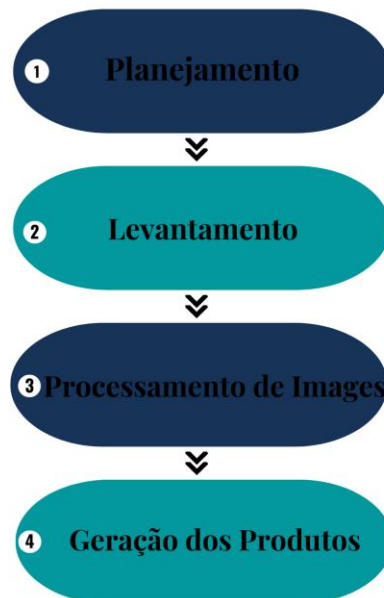 1 Planejamento
2 Levantamento
3 Processamento de Images
4 Geração dos Produtos